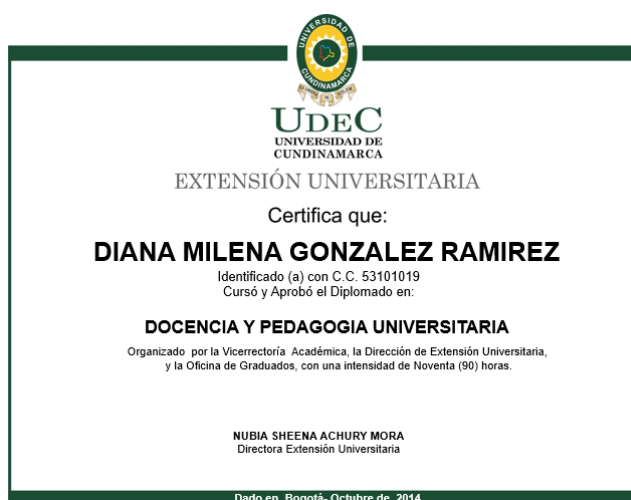 UNIVERSIDAD DE
CUNDINAMARCA
UDEC
UNIVERSIDAD DE
CUNDINAMARCA
EXTENSIÓN UNIVERSITARIA
Certifica que:
DIANA MILENA GONZALEZ RAMIREZ
Identificado (a) con C.C. 53101019
Cursó y Aprobó el Diplomado en:
DOCENCIA Y PEDAGOGIA UNIVERSITARIA
Organizado por la Vicerrectoría Académica, la Dirección de Extensión Universitaria,
y la Oficina de Graduados, con una intensidad de Noventa (90) horas.
NUBIA SHEENA ACHURY MORA
Directora Extensión Universitaria
Dado en Bogotá- Octubre de 2014